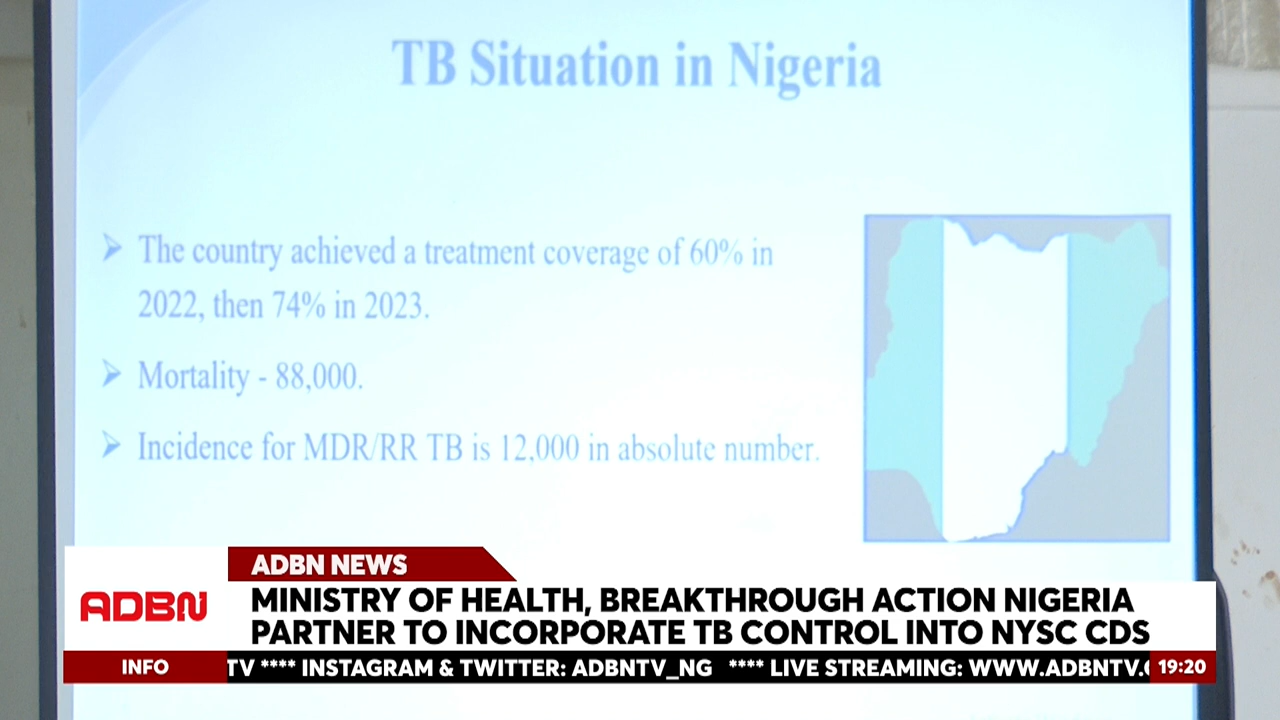 TB Situation in Nigeria
➢ The country achieved a treatment coverage of 60% in
2022, then 74% in 2023.
➢ Mortality - 88,000.
➢ Incidence for MDR/RR TB is 12,000 in absolute number.
ADBN NEWS
ADBN
MINISTRY OF HEALTH, BREAKTHROUGH ACTION NIGERIA
PARTNER TO INCORPORATE TB CONTROL INTO NYSC CDS
INFO
TV **** INSTAGRAM & TWITTER: ADBNTV_NG **** LIVE STREAMING: WWW.ADBNTV.
19:20